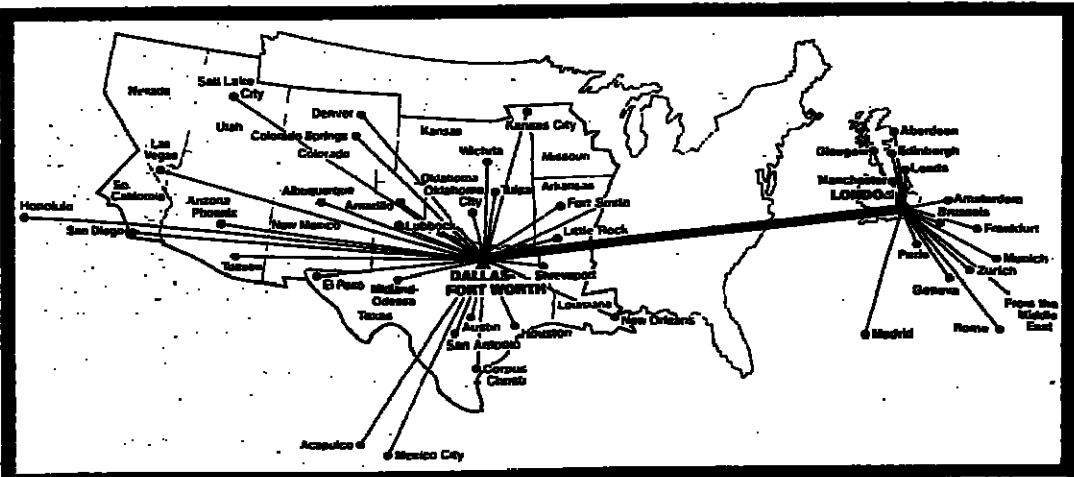 Nevada
Salt Lake
City
Utah
Denver
Colorado Springs
Colorado
Kansas
Kansas City
Las
Vegas
Wichita
Missouri
So.
California
Arizona
Phoenix
Albuquerque
New Mexico
Amarillo
Lubbock
Oklahoma
Oklahoma
City
Tulsa
Arkansas
Fort Smith
Little Rock
Honolulu
San Diego
Tucson
El Paso
Midland-
Odessa
Texas
DALLAS-
FORT WORTH
Shreveport
Louisiana
New Orleans
Austin
San Antonio
Houston
Corpus
Christi
Acapulco
Mexico City
Aberdeen
Glasgow
Edinburgh
Leeds
Manchester
LONDON
Amsterdam
Brussels
Frankfurt
Paris
Munich
Zurich
Geneva
From the
Middle
East
Madrid
Rome